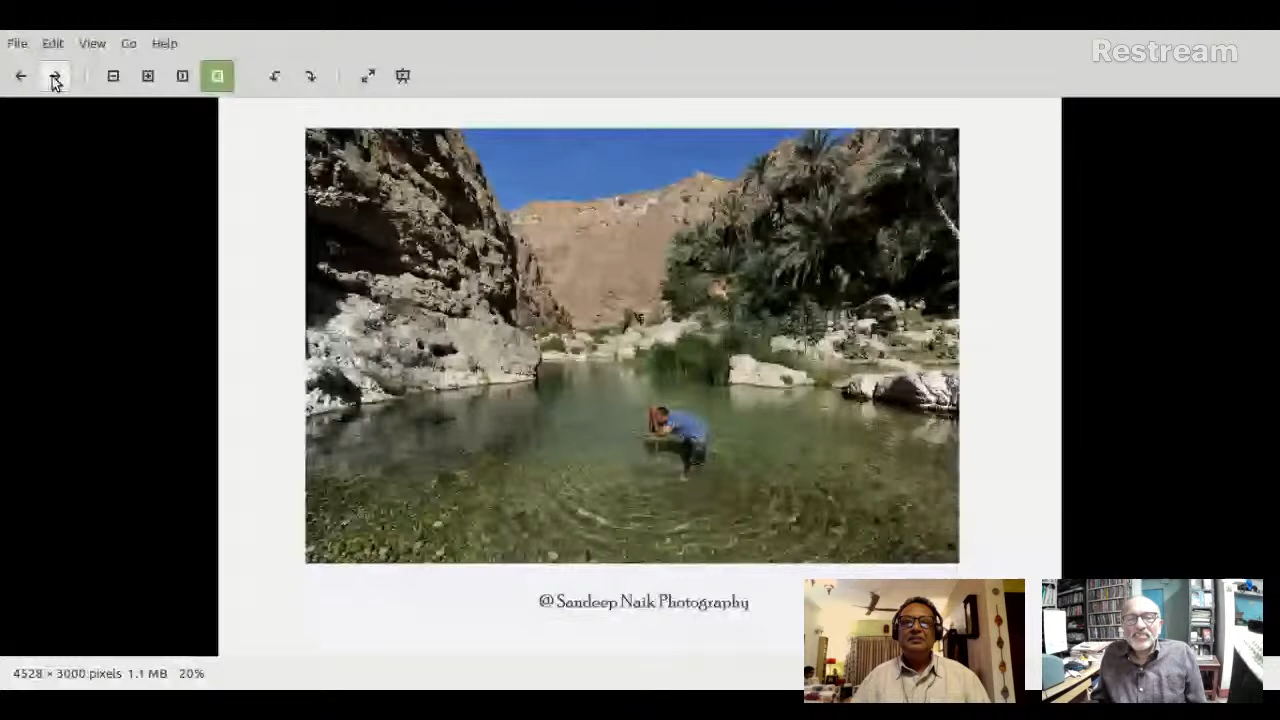 File Edit View Go Help
Restream
@ Sandeep Naik Photography
4528 × 3000 pixels 1.1 MB 20%